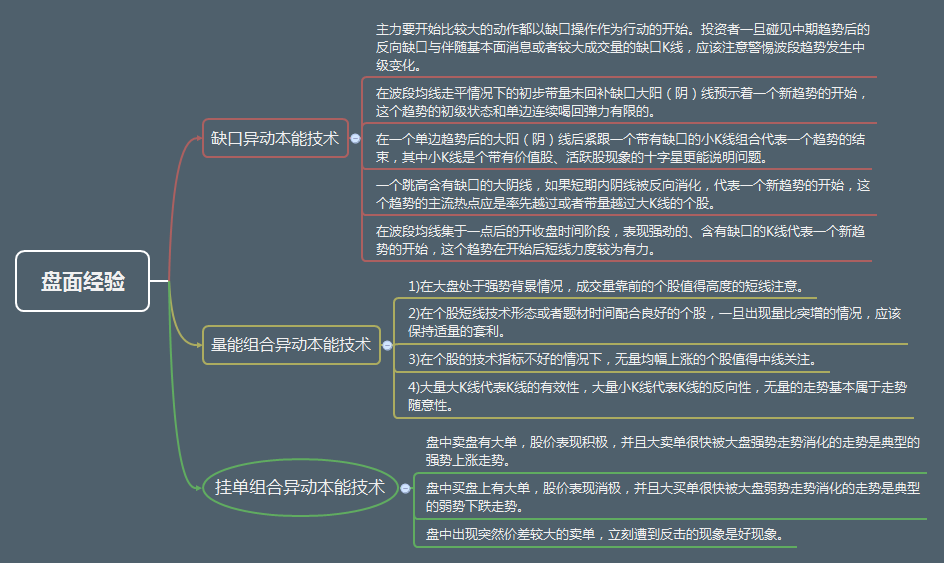 主力要开始比较大的动作都以缺口操作作为行动的开始。投资者一旦碰见中期趋势后的
反向缺口与伴随基本面消息或者较大成交量的缺口K线，应该注意警惕波段趋势发生中
级变化。
在波段均线走平情况下的初步带量未回补缺口大阳（阴）线预示着一个新趋势的开始，
这个趋势的初级状态和单边连续喝回弹力有限的。
缺口异动本能技术
在一个单边趋势后的大阳（阴）线后紧跟一个带有缺口的小K线组合代表一个趋势的结
束，其中小K线是个带有价值股、活跃股现象的十字星更能说明问题。
一个跳高含有缺口的大阴线，如果短期内阴线被反向消化，代表一个新趋势的开始，这
个趋势的主流热点应是率先越过或者带量越过大K线的个股。
在波段均线集于一点后的开收盘时间阶段，表现强劲的、含有缺口的K线代表一个新趋
势的开始，这个趋势在开始后短线力度较为有力。
盘面经验
1)在大盘处于强势背景情况，成交量靠前的个股值得高度的短线注意。
2)在个股短线技术形态或者题材时间配合良好的个股，一旦出现量比突增的情况，应该
保持适量的套利。
量能组合异动本能技术
3)在个股的技术指标不好的情况下，无量均幅上涨的个股值得中线关注。
4)大量大K线代表K线的有效性，大量小K线代表K线的反向性，无量的走势基本属于走势
随意性。
盘中卖盘有大单，股价表现积极，并且大卖单很快被大盘强势走势消化的走势是典型的
强势上涨走势。
挂单组合异动本能技术
盘中买盘上有大单，股价表现消极，并且大买单很快被大盘弱势走势消化的走势是典型
的弱势下跌走势。
盘中出现突然价差较大的卖单，立刻遭到反击的现象是好现象。